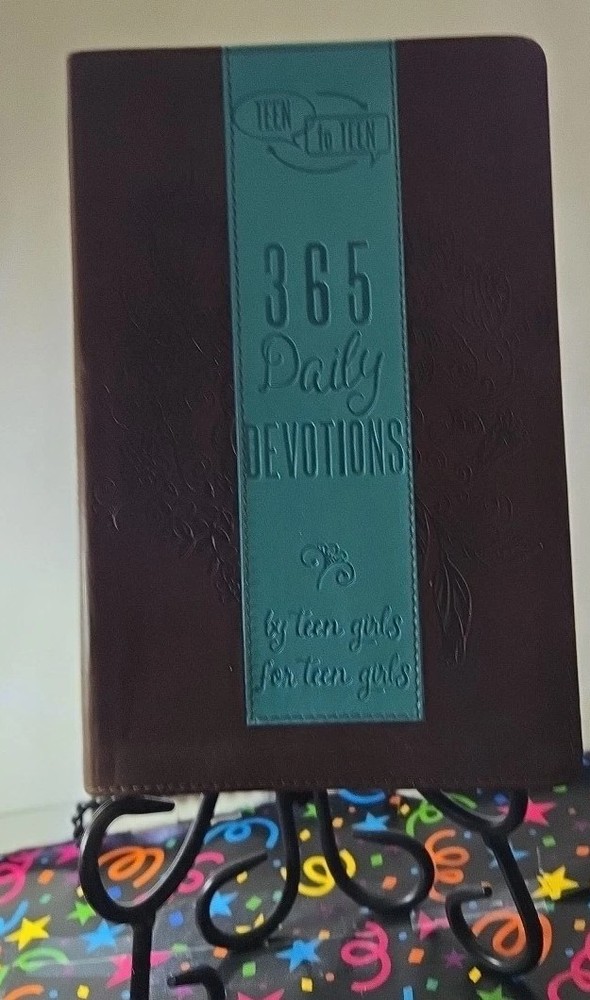 TEEN
to TEEN
365
Daily
DEVOTIONS
by teen girls
for teen girls